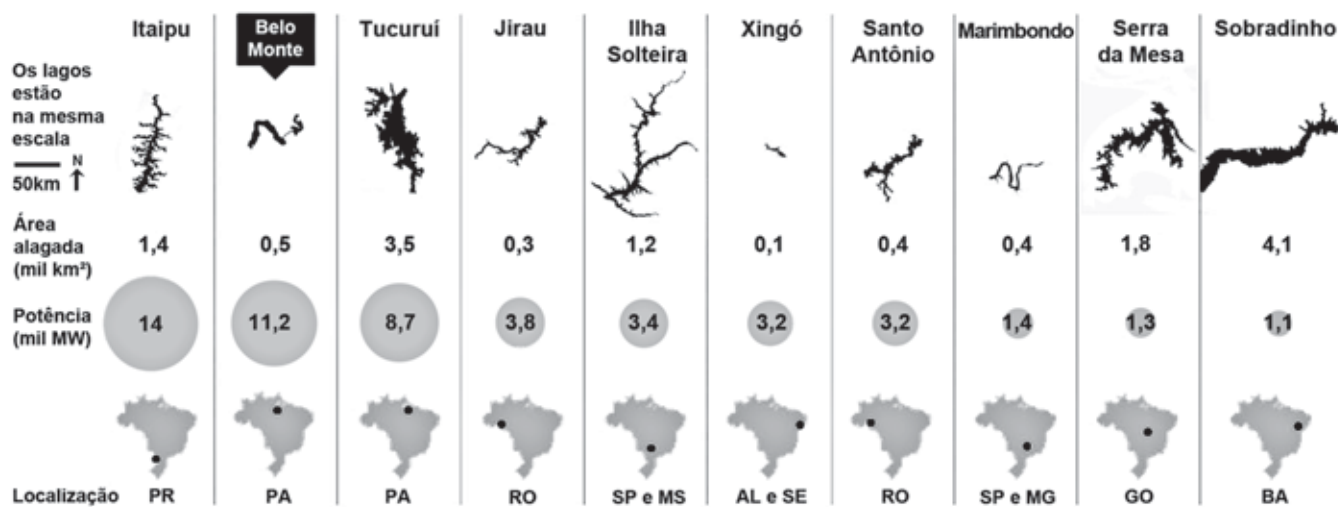 Itaipu
Belo
Monte
Tucuruí
Jirau
Ilha
Solteira
Xingó
Santo
Antônio
Marimbondo
Serra
da Mesa
Sobradinho
Os lagos
estão
na mesma
escala
N
50km
Área
alagada
(mil km²)
1,4
0,5
3,5
0,3
1,2
0,1
0,4
0,4
1,8
4,1
Potência
(mil MW)
14
11,2
8,7
3,8
3,4
3,2
3,2
1,4
1,3
1,1
Localização
PR
PA
PA
RO
SP e MS
AL e SE
RO
SP e MG
GO
BA